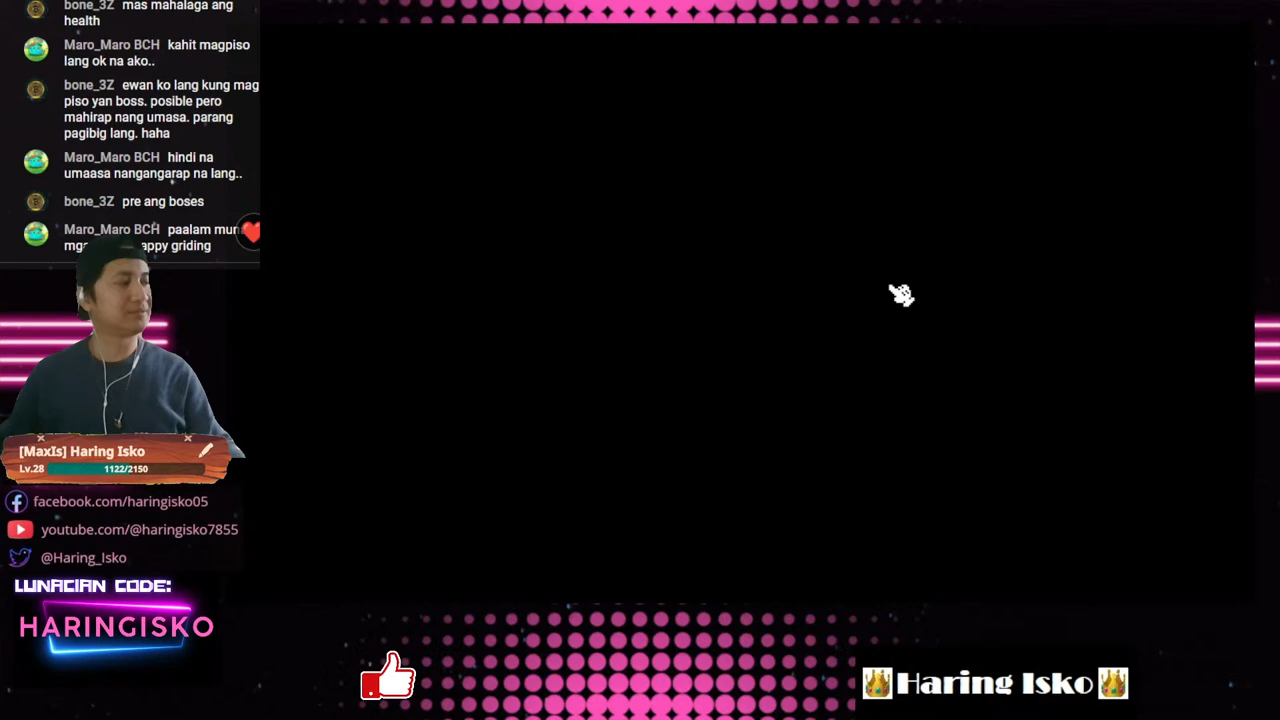 bone_3Z mas mahalaga ang
health
Maro_Maro BCH kahit magpiso
lang ok na ako..
bone_3Z ewan ko lang kung mag
piso yan boss. posible pero
mahirap nang umasa. parang
pagibig lang. haha
Maro_Maro BCH hindi na
umaasa nangangarap na lang..
bone_3Z pre ang boses
Maro_Maro BCH paalam
griding
[MaxIs] Haring Isko
Lv.28 1122/2150
facebook.com/haringisko05
youtube.com/@haringisko7855
@Haring_Isko
LUNACIAN CODE:
HARINGISKO
Haring Isko